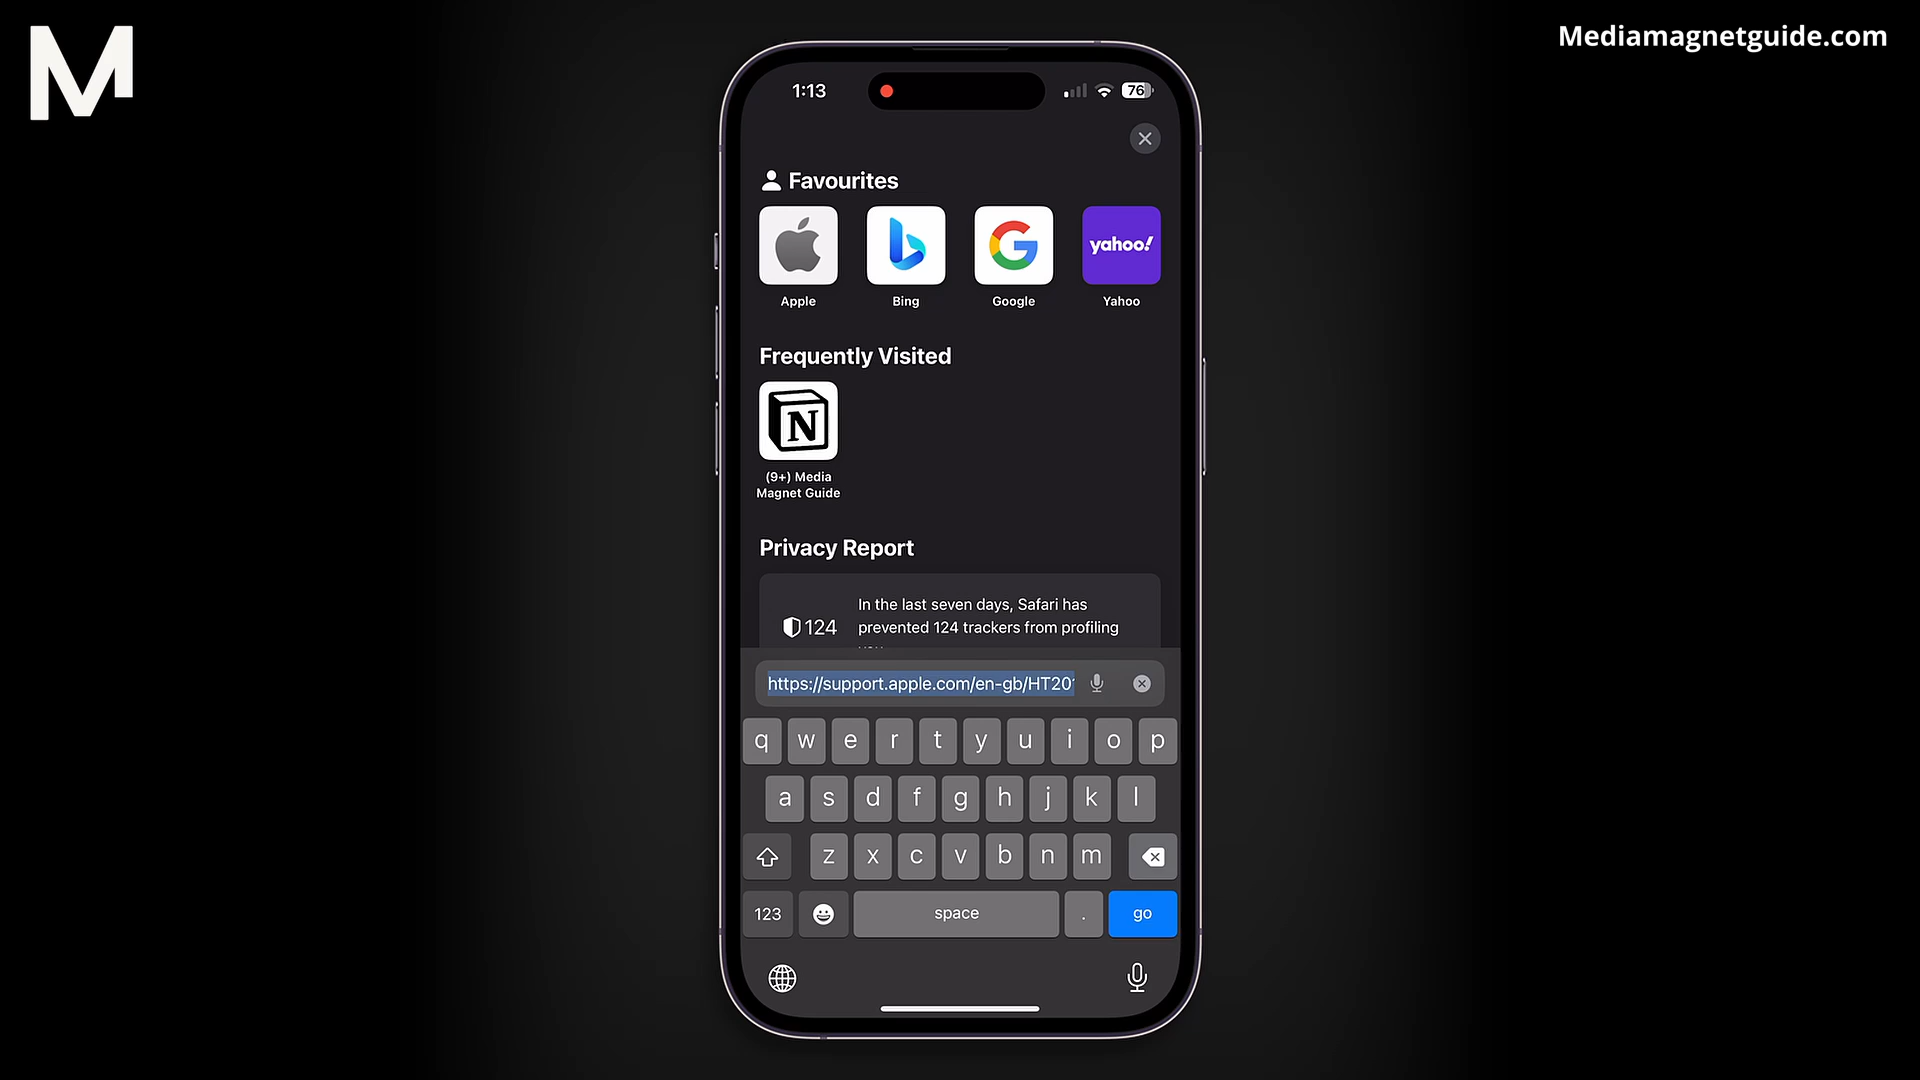 M
Mediamagnetguide.com
1:13
76
Favourites
yahoo!
Apple
Bing
Google
Yahoo
Frequently Visited
N
(9+) Media
Magnet Guide
Privacy Report
124
In the last seven days, Safari has
prevented 124 trackers from profiling
https://support.apple.com/en-gb/HT20
q w e r t y u i o p
a s d f g h j k l
z x c v b n m
123
space
.
go